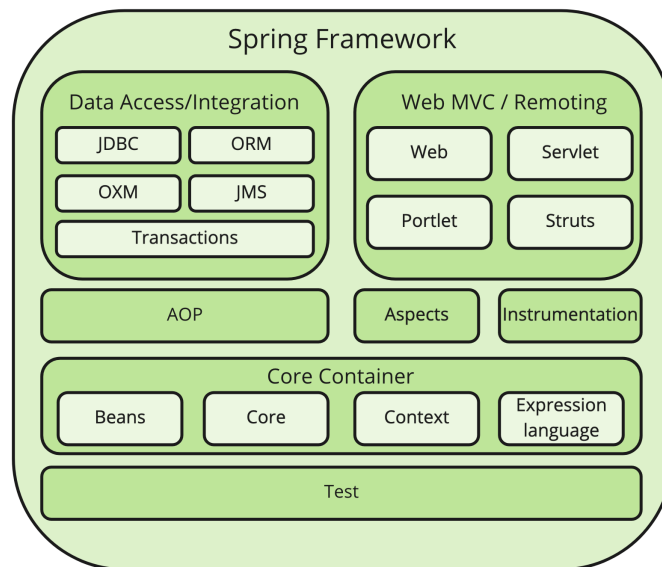 Spring Framework
Data Access/Integration
JDBC
ORM
OXM
JMS
Transactions
Web MVC / Remoting
Web
Servlet
Portlet
Struts
AOP
Aspects
Instrumentation
Core Container
Beans
Core
Context
Expression
language
Test